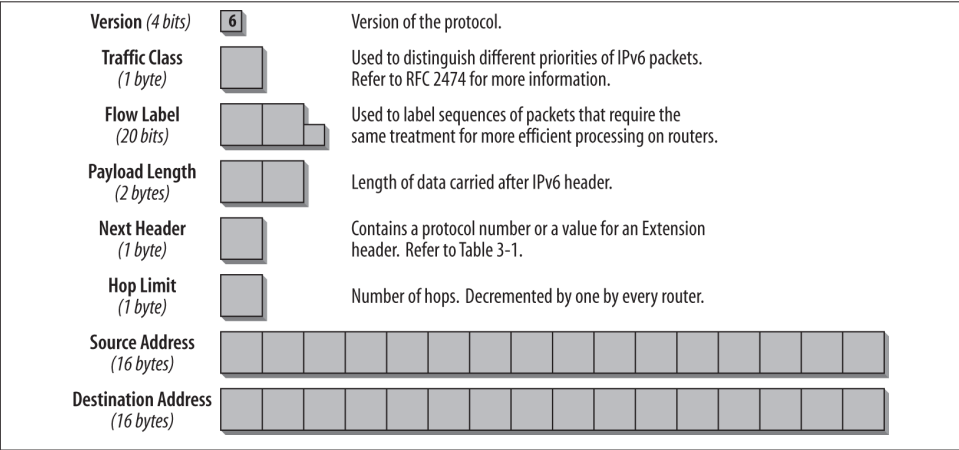 Version (4 bits)
6
Version of the protocol.
Traffic Class
(1 byte)
Used to distinguish different priorities of IPv6 packets.
Refer to RFC 2474 for more information.
Flow Label
(20 bits)
Used to label sequences of packets that require the
same treatment for more efficient processing on routers.
Payload Length
(2 bytes)
Length of data carried after IPv6 header.
Next Header
(1 byte)
Contains a protocol number or a value for an Extension
header. Refer to Table 3-1.
Hop Limit
(1 byte)
Number of hops. Decremented by one by every router.
Source Address
(16 bytes)
Destination Address
(16 bytes)